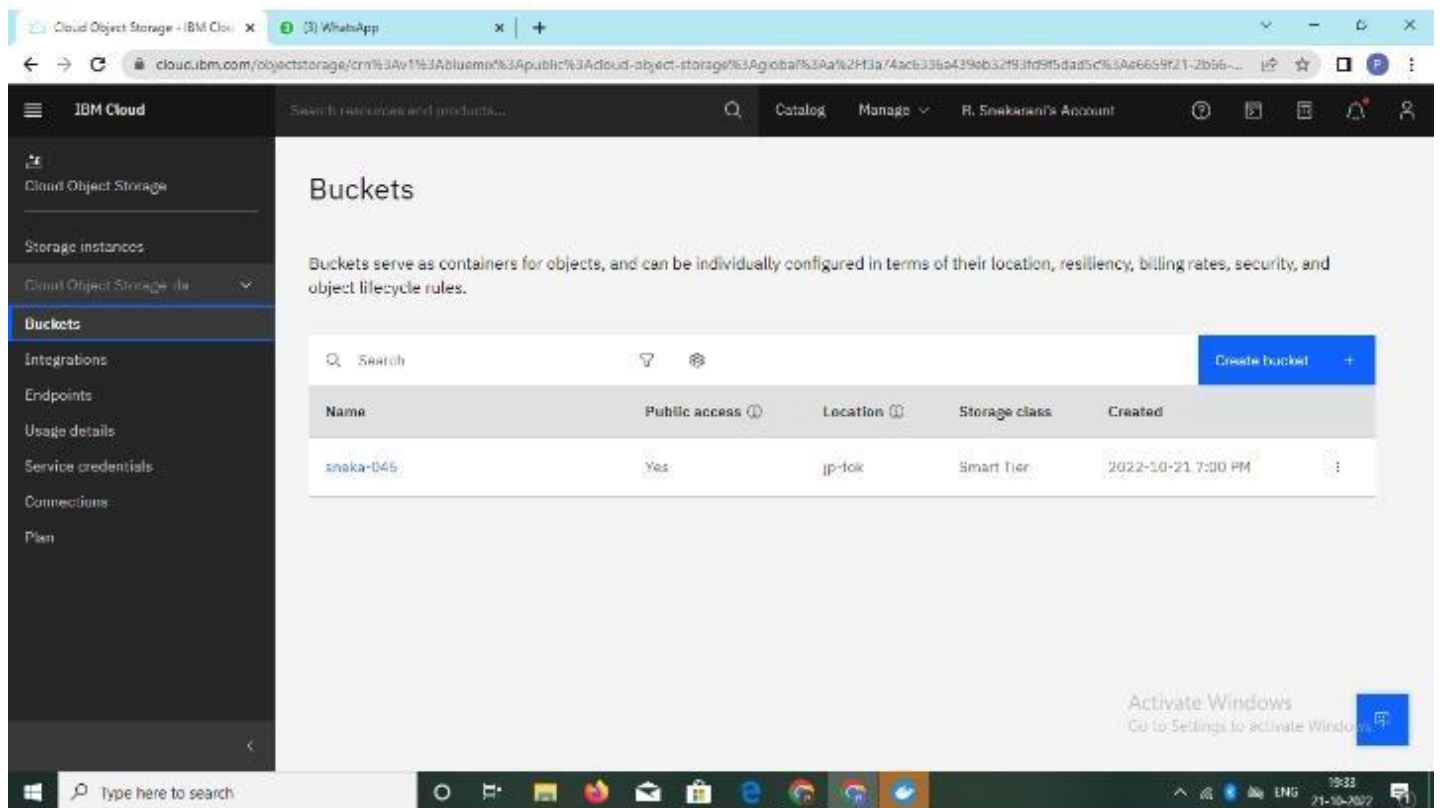 Cloud Object Storage - IBM Clou
(3) WhatsApp
IBM Cloud
Search resources and products...
Catalog
Manage
R. Snekarani's Account
Cloud Object Storage
Storage instances
Cloud Object Storage-da
Buckets
Integrations
Endpoints
Usage details
Service credentials
Connections
Plan
Buckets
Buckets serve as containers for objects, and can be individually configured in terms of their location, resiliency, billing rates, security, and
object lifecycle rules.
Search
Create bucket +
Name Public access Location Storage class Created
sneka-045 Yes jp-tok Smart Tier 2022-10-21 7:00 PM
Activate Windows
Go to Settings to activate Windows.
Type here to search
ENG
19:33
21-10-2022